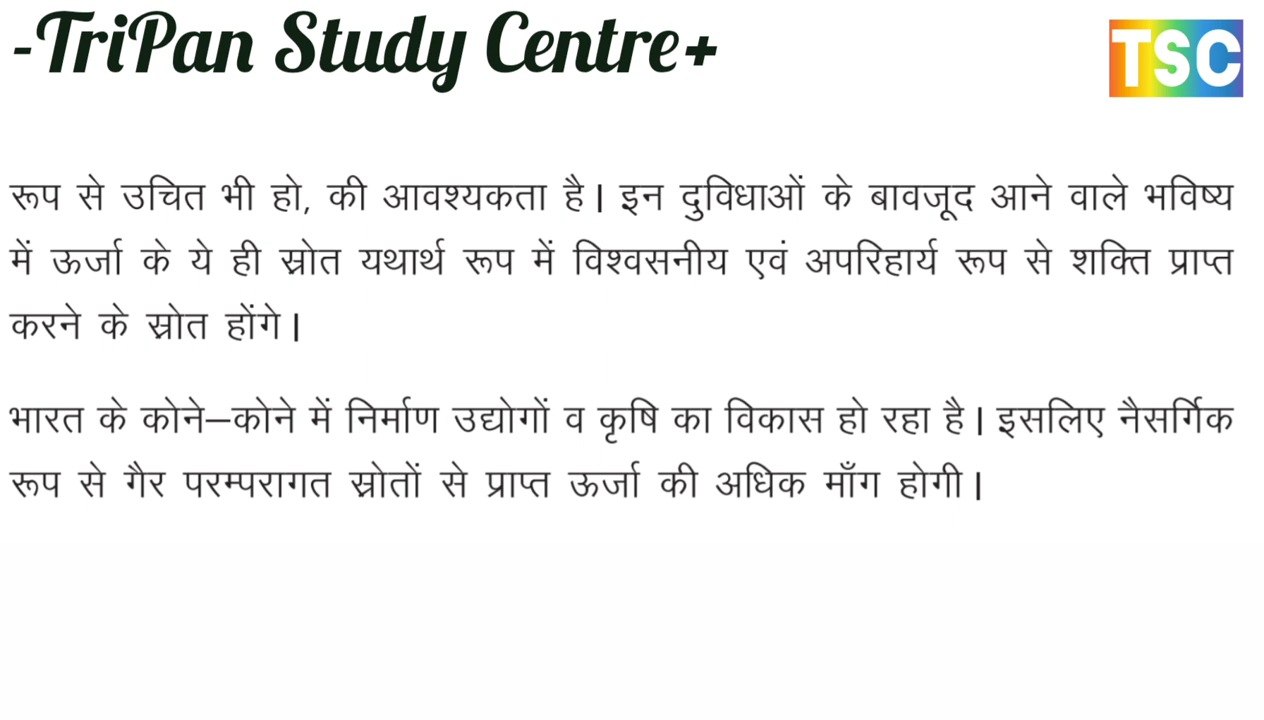 -TriPan Study Centre+
TSC
रूप से उचित भी हो, की आवश्यकता है। इन दुविधाओं के बावजूद आने वाले भविष्य
में ऊर्जा के ये ही स्रोत यथार्थ रूप में विश्वसनीय एवं अपरिहार्य रूप से शक्ति प्राप्त
करने के स्रोत होंगे।
भारत के कोने–कोने में निर्माण उद्योगों व कृषि का विकास हो रहा है। इसलिए नैसर्गिक
रूप से गैर परम्परागत स्रोतों से प्राप्त ऊर्जा की अधिक माँग होगी।